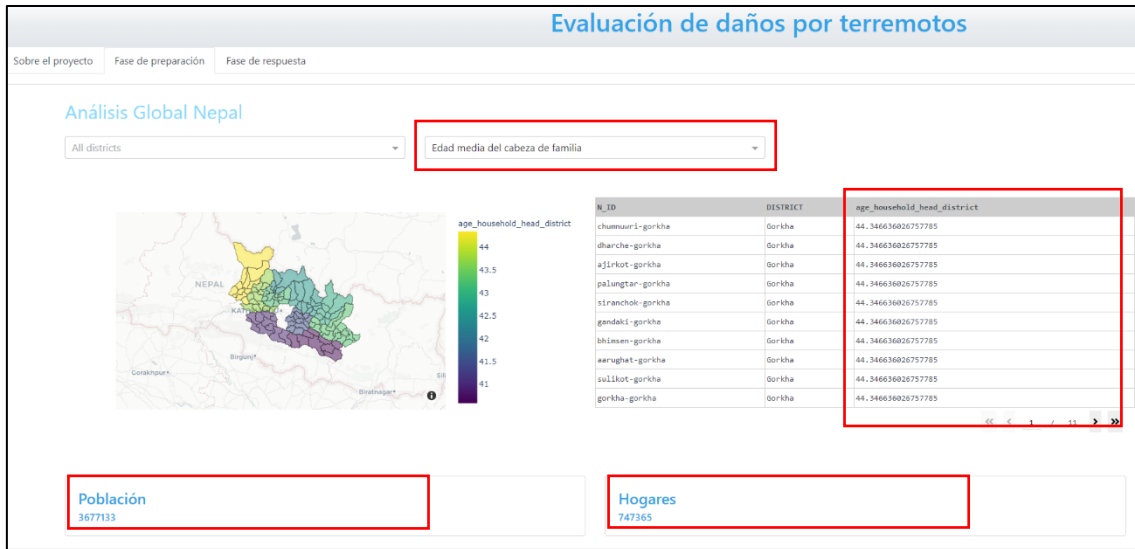 Evaluación de daños por terremotos
Sobre el proyecto Fase de preparación Fase de respuesta
Análisis Global Nepal
All districts Edad media del cabeza de familia
age_household_head_district
44
43.5
43
42.5
42
41.5
41
NEPAL
Birgunj
Gorakhpur
Biratnagar
N_ID DISTRICT age_household_head_district
chumnuuri-gorkha Gorkha 44.346636026757785
dharche-gorkha Gorkha 44.346636026757785
ajirkot-gorkha Gorkha 44.346636026757785
palungtar-gorkha Gorkha 44.346636026757785
siranchok-gorkha Gorkha 44.346636026757785
gandaki-gorkha Gorkha 44.346636026757785
bhimsen-gorkha Gorkha 44.346636026757785
aarughat-gorkha Gorkha 44.346636026757785
sulikot-gorkha Gorkha 44.346636026757785
gorkha-gorkha Gorkha 44.346636026757785
<< < 1 / 11 > >>
Población
3677133
Hogares
747365